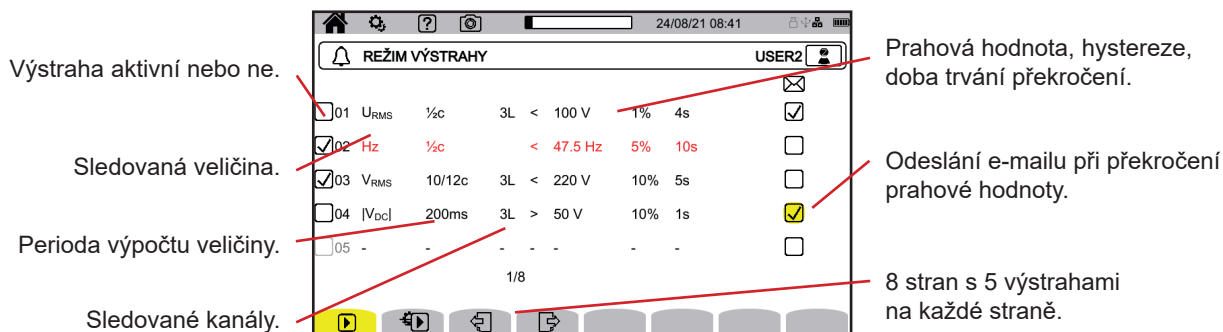 24/08/21 08:41
REŽIM VÝSTRAHY USER2
Výstraha aktivní nebo ne.
Prahová hodnota, hystereze,
doba trvání překročení.
01 URMS ½c 3L < 100 V 1% 4s
02 Hz ½c < 47.5 Hz 5% 10s
Sledovaná veličina.
Odeslání e-mailu při překročení
prahové hodnoty.
03 VRMS 10/12c 3L < 220 V 10% 5s
04 |VDC| 200ms 3L > 50 V 10% 1s
Perioda výpočtu veličiny.
05 - - - - - - -
1/8
8 stran s 5 výstrahami
na každé straně.
Sledované kanály.